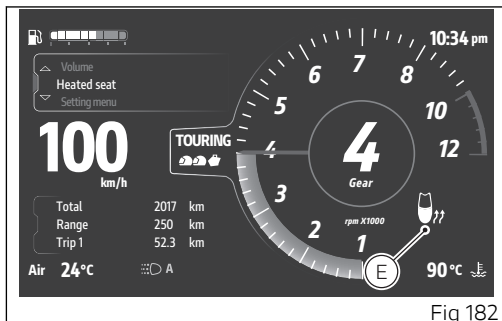 10:34 pm
Volume
Heated seat
Setting menu
100
km/h
TOURING
Total 2017 km
Range 250 km
Trip 1 52.3 km
Air 24°C
A
1
2
3
4
5
6
7
8
10
12
4
Gear
rpm X1000
E
90°C
Fig 182